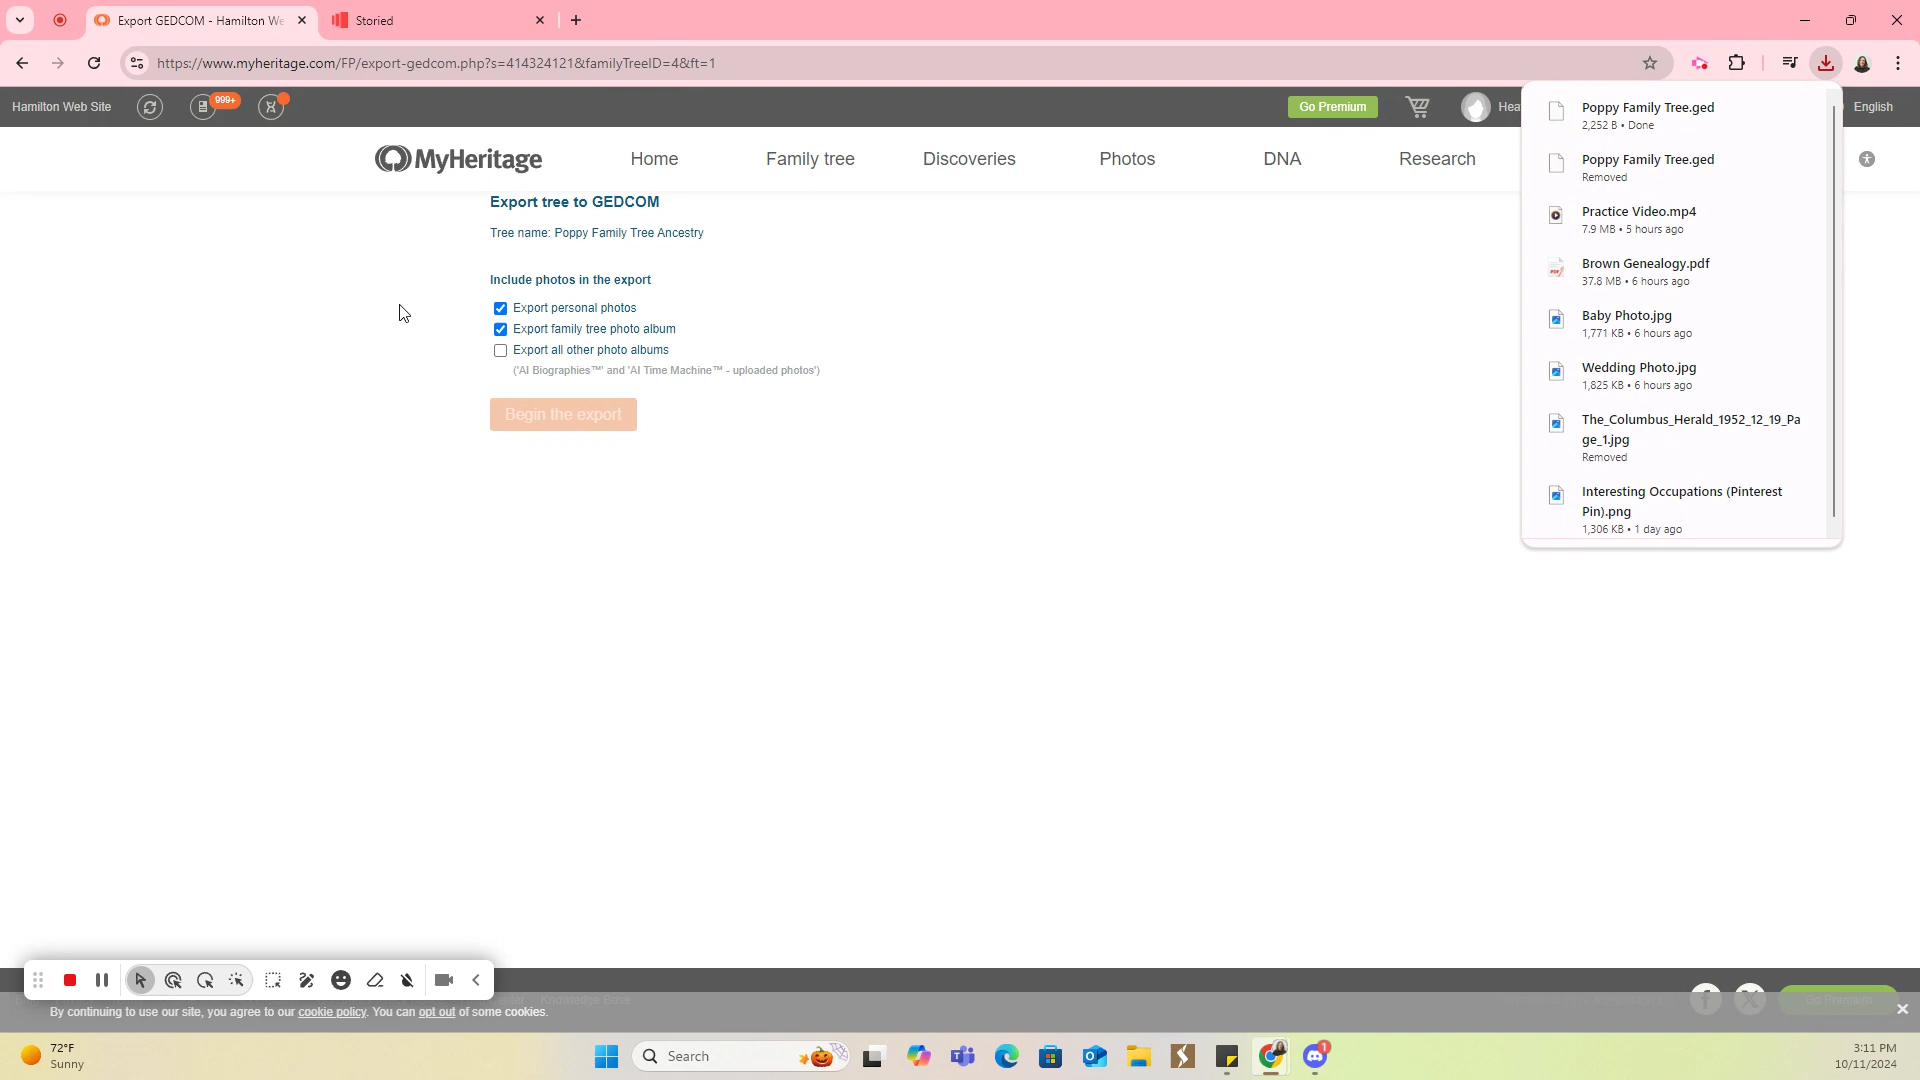 Export GEDCOM - Hamilton We
Storied
https://www.myheritage.com/FP/export-gedcom.php?s=414324121&familyTreeID=4&ft=1
Hamilton Web Site
999+
Go Premium
Hea
English
MyHeritage
Home
Family tree
Discoveries
Photos
DNA
Research
Export tree to GEDCOM
Tree name: Poppy Family Tree Ancestry
Include photos in the export
Export personal photos
Export family tree photo album
Export all other photo albums
('AI Biographies™' and 'AI Time Machine™ - uploaded photos')
Begin the export
Poppy Family Tree.ged
2,252 B • Done
Poppy Family Tree.ged
Removed
Practice Video.mp4
7.9 MB • 5 hours ago
Brown Genealogy.pdf
37.8 MB • 6 hours ago
Baby Photo.jpg
1,771 KB • 6 hours ago
Wedding Photo.jpg
1,825 KB • 6 hours ago
The_Columbus_Herald_1952_12_19_Pa
ge_1.jpg
Removed
Interesting Occupations (Pinterest
Pin).png
1,306 KB • 1 day ago
Knowledge Base
Go Premium
By continuing to use our site, you agree to our cookie policy. You can opt out of some cookies.
72°F
Sunny
Search
1
3:11 PM
10/11/2024